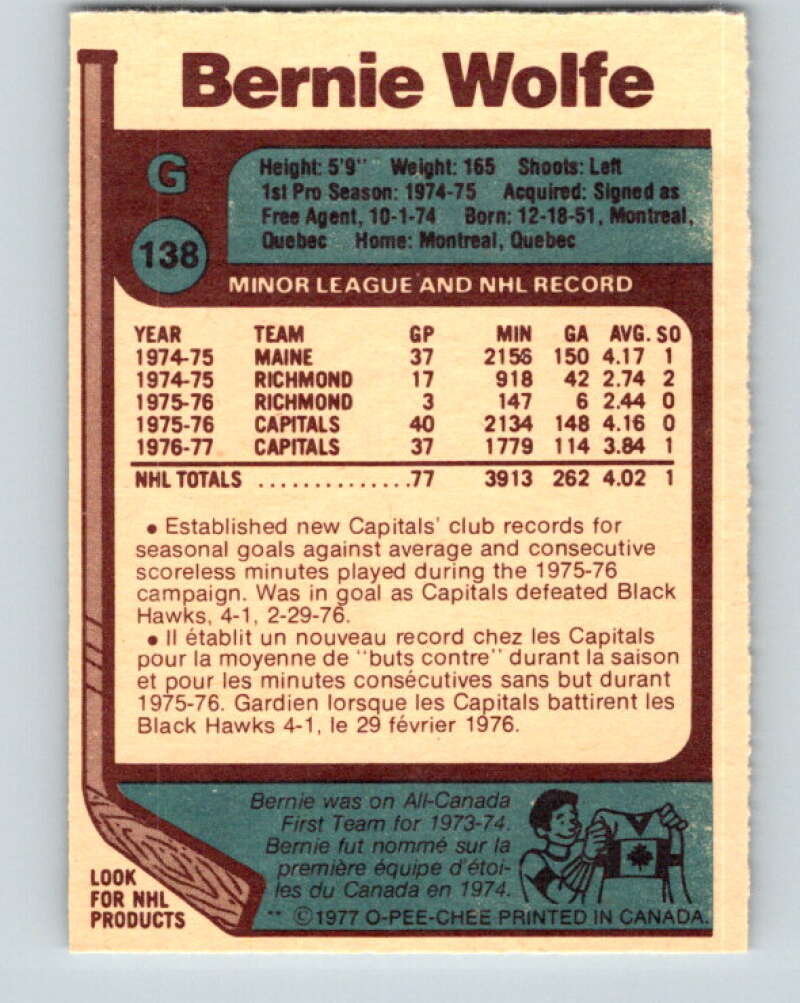 Bernie Wolfe
G
138
Height: 5'9" Weight: 165 Shoots: Left
1st Pro Season: 1974-75 Acquired: Signed as
Free Agent, 10-1-74 Born: 12-18-51, Montreal,
Quebec Home: Montreal, Quebec
MINOR LEAGUE AND NHL RECORD
YEAR TEAM GP MIN GA AVG. SO
1974-75 MAINE 37 2156 150 4.17 1
1974-75 RICHMOND 17 918 42 2.74 2
1975-76 RICHMOND 3 147 6 2.44 0
1975-76 CAPITALS 40 2134 148 4.16 0
1976-77 CAPITALS 37 1779 114 3.84 1
NHL TOTALS ..............77 3913 262 4.02 1
• Established new Capitals' club records for
seasonal goals against average and consecutive
scoreless minutes played during the 1975-76
campaign. Was in goal as Capitals defeated Black
Hawks, 4-1, 2-29-76.
• Il établit un nouveau record chez les Capitals
pour la moyenne de "buts contre" durant la saison
et pour les minutes consécutives sans but durant
1975-76. Gardien lorsque les Capitals battirent les
Black Hawks 4-1, le 29 février 1976.
Bernie was on All-Canada
First Team for 1973-74.
Bernie fut nommé sur la
première équipe d'étoi-
les du Canada en 1974.
LOOK
FOR NHL
PRODUCTS
** ©1977 O-PEE-CHEE PRINTED IN CANADA.